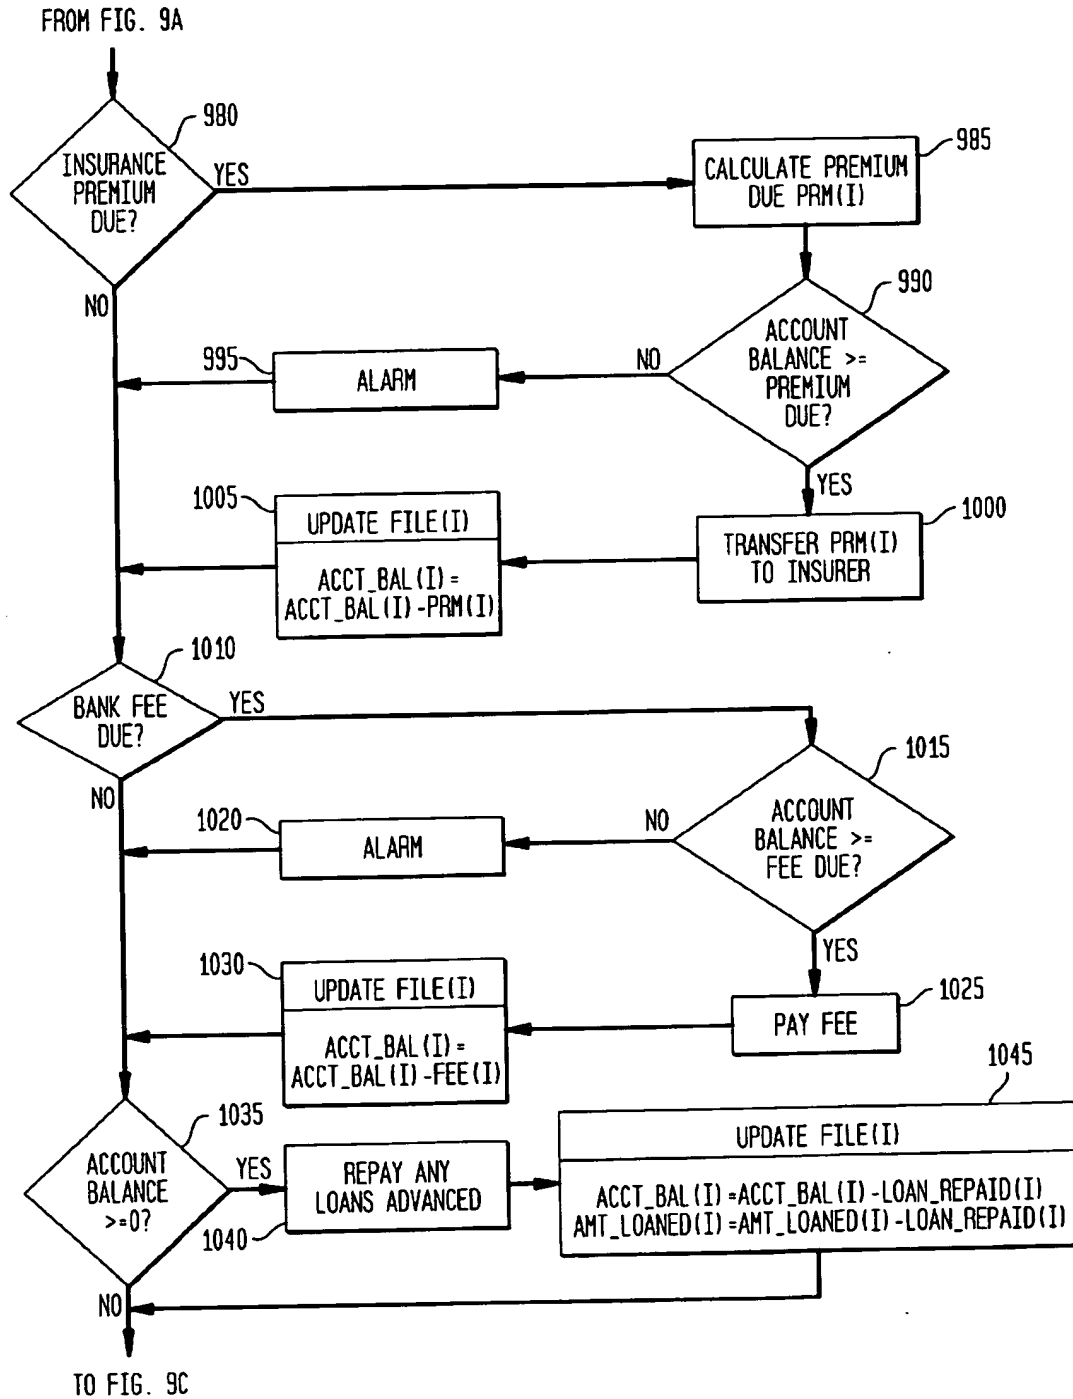 FROM FIG. 9A
980
INSURANCE
PREMIUM
DUE?
YES
NO
985
CALCULATE PREMIUM
DUE PRM(I)
990
ACCOUNT
BALANCE >=
PREMIUM
DUE?
NO
YES
995
ALARM
1000
TRANSFER PRM(I)
TO INSURER
1005
UPDATE FILE(I)
ACCT_BAL(I)=
ACCT_BAL(I)-PRM(I)
1010
BANK FEE
DUE?
YES
NO
1015
ACCOUNT
BALANCE >=
FEE DUE?
NO
YES
1020
ALARM
1025
PAY FEE
1030
UPDATE FILE(I)
ACCT_BAL(I)=
ACCT_BAL(I)-FEE(I)
1035
ACCOUNT
BALANCE
>=0?
YES
NO
REPAY ANY
LOANS ADVANCED
1040
1045
UPDATE FILE(I)
ACCT_BAL(I)=ACCT_BAL(I)-LOAN_REPAID(I)
AMT_LOANED(I)=AMT_LOANED(I)-LOAN_REPAID(I)
TO FIG. 9C